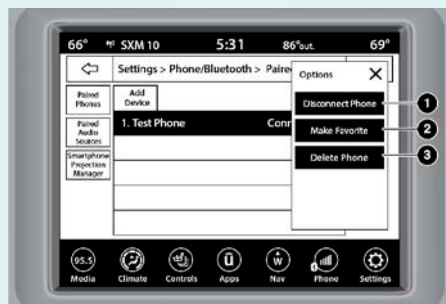 66° SXM 10 5:31 86°out. 69°
Settings > Phone/Bluetooth > Paire
Options X
Paired
Phones
Add
Device
Disconnect Phone
1
Paired
Audio
Sources
1. Test Phone Conn
Make Favorite
2
Smartphone
Projection
Manager
Delete Phone
3
95.5
Media Climate Controls Apps Nav Phone Settings